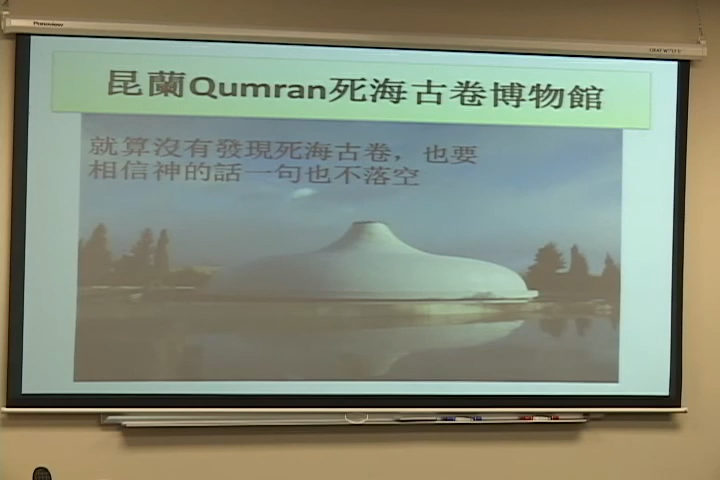 昆蘭Qumran死海古卷博物館
就算沒有發現死海古卷，也要
相信神的話一句也不落空